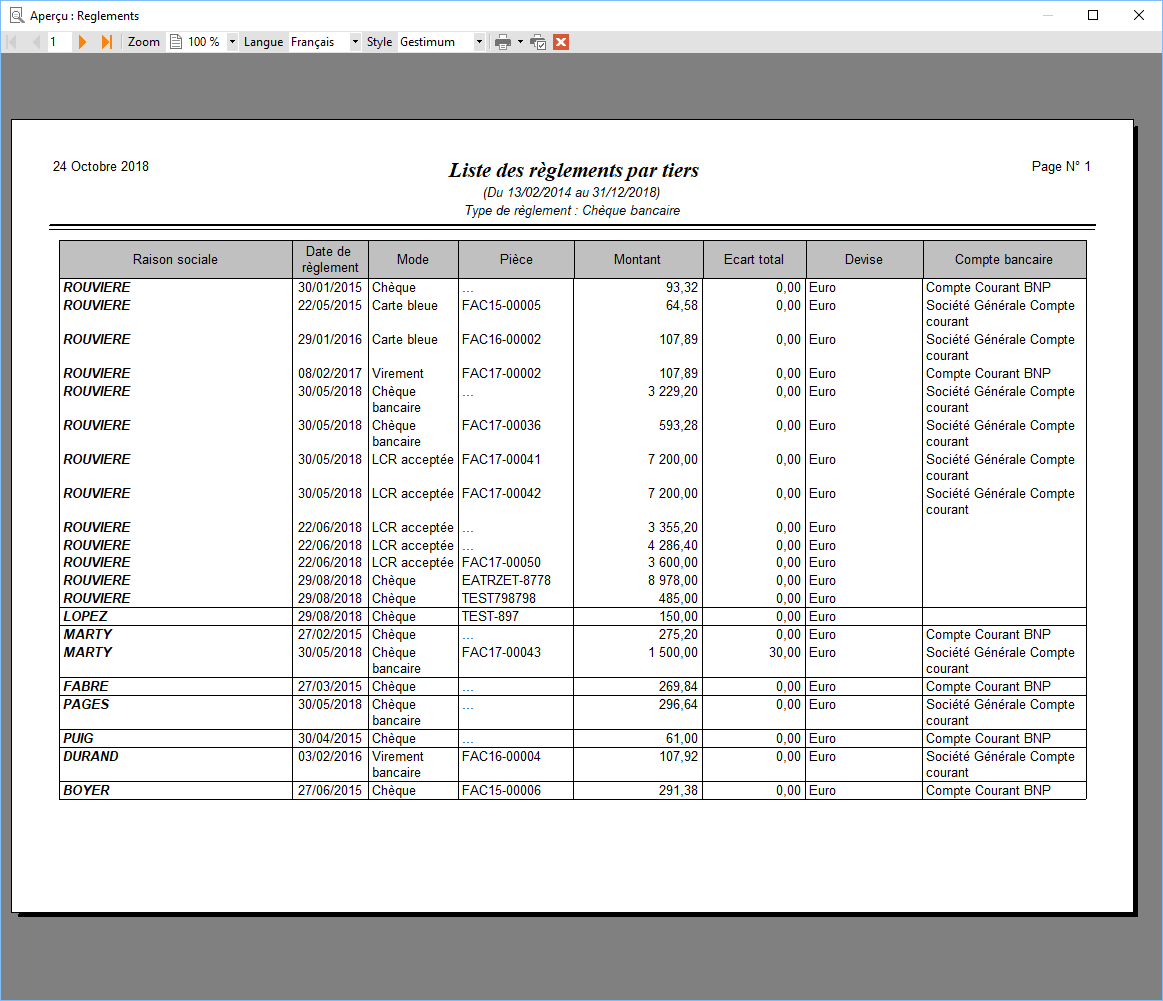 Aperçu : Reglements
1 Zoom 100 % Langue Français Style Gestimum
24 Octobre 2018 Liste des règlements par tiers Page N° 1
(Du 13/02/2014 au 31/12/2018)
Type de règlement : Chèque bancaire
Raison sociale Date de règlement Mode Pièce Montant Ecart total Devise Compte bancaire
ROUVIERE 30/01/2015 Chèque ... 93,32 0,00 Euro Compte Courant BNP
ROUVIERE 22/05/2015 Carte bleue FAC15-00005 64,58 0,00 Euro Société Générale Compte
courant
ROUVIERE 29/01/2016 Carte bleue FAC16-00002 107,89 0,00 Euro Société Générale Compte
courant
ROUVIERE 08/02/2017 Virement FAC17-00002 107,89 0,00 Euro Compte Courant BNP
ROUVIERE 30/05/2018 Chèque ... 3 229,20 0,00 Euro Société Générale Compte
bancaire courant
ROUVIERE 30/05/2018 Chèque FAC17-00036 593,28 0,00 Euro Société Générale Compte
bancaire courant
ROUVIERE 30/05/2018 LCR acceptée FAC17-00041 7 200,00 0,00 Euro Société Générale Compte
courant
ROUVIERE 30/05/2018 LCR acceptée FAC17-00042 7 200,00 0,00 Euro Société Générale Compte
courant
ROUVIERE 22/06/2018 LCR acceptée ... 3 355,20 0,00 Euro
ROUVIERE 22/06/2018 LCR acceptée ... 4 286,40 0,00 Euro
ROUVIERE 22/06/2018 LCR acceptée FAC17-00050 3 600,00 0,00 Euro
ROUVIERE 29/08/2018 Chèque EATRZET-8778 8 978,00 0,00 Euro
ROUVIERE 29/08/2018 Chèque TEST798798 485,00 0,00 Euro
LOPEZ 29/08/2018 Chèque TEST-897 150,00 0,00 Euro
MARTY 27/02/2015 Chèque ... 275,20 0,00 Euro Compte Courant BNP
MARTY 30/05/2018 Chèque FAC17-00043 1 500,00 30,00 Euro Société Générale Compte
bancaire courant
FABRE 27/03/2015 Chèque ... 269,84 0,00 Euro Compte Courant BNP
PAGES 30/05/2018 Chèque ... 296,64 0,00 Euro Société Générale Compte
bancaire courant
PUIG 30/04/2015 Chèque ... 61,00 0,00 Euro Compte Courant BNP
DURAND 03/02/2016 Virement FAC16-00004 107,92 0,00 Euro Société Générale Compte
bancaire courant
BOYER 27/06/2015 Chèque FAC15-00006 291,38 0,00 Euro Compte Courant BNP